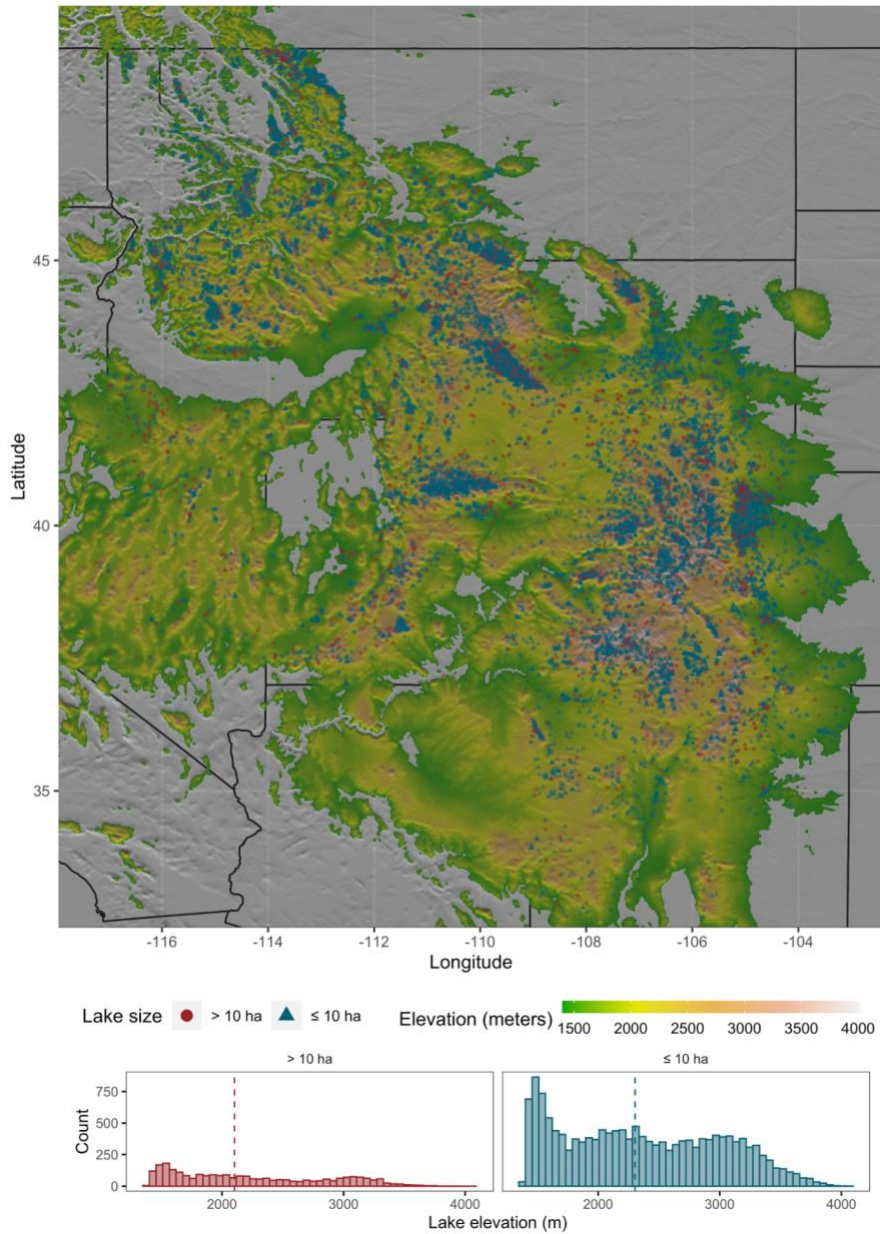 45
40
35
Latitude
-116 -114 -112 -110 -108 -106 -104
Longitude
Lake size > 10 ha ≤ 10 ha Elevation (meters) 1500 2000 2500 3000 3500 4000
> 10 ha ≤ 10 ha
750
500
250
0
Count
2000 3000 4000 2000 3000 4000
Lake elevation (m)